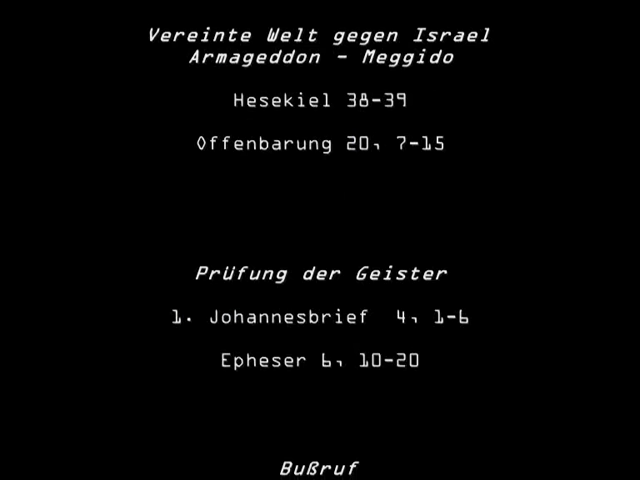 Vereinte Welt gegen Israel
Armageddon - Meggido
Hesekiel 38-39
Offenbarung 20, 7-15
Prüfung der Geister
1. Johannesbrief 4, 1-6
Epheser 6, 10-20
Bußruf